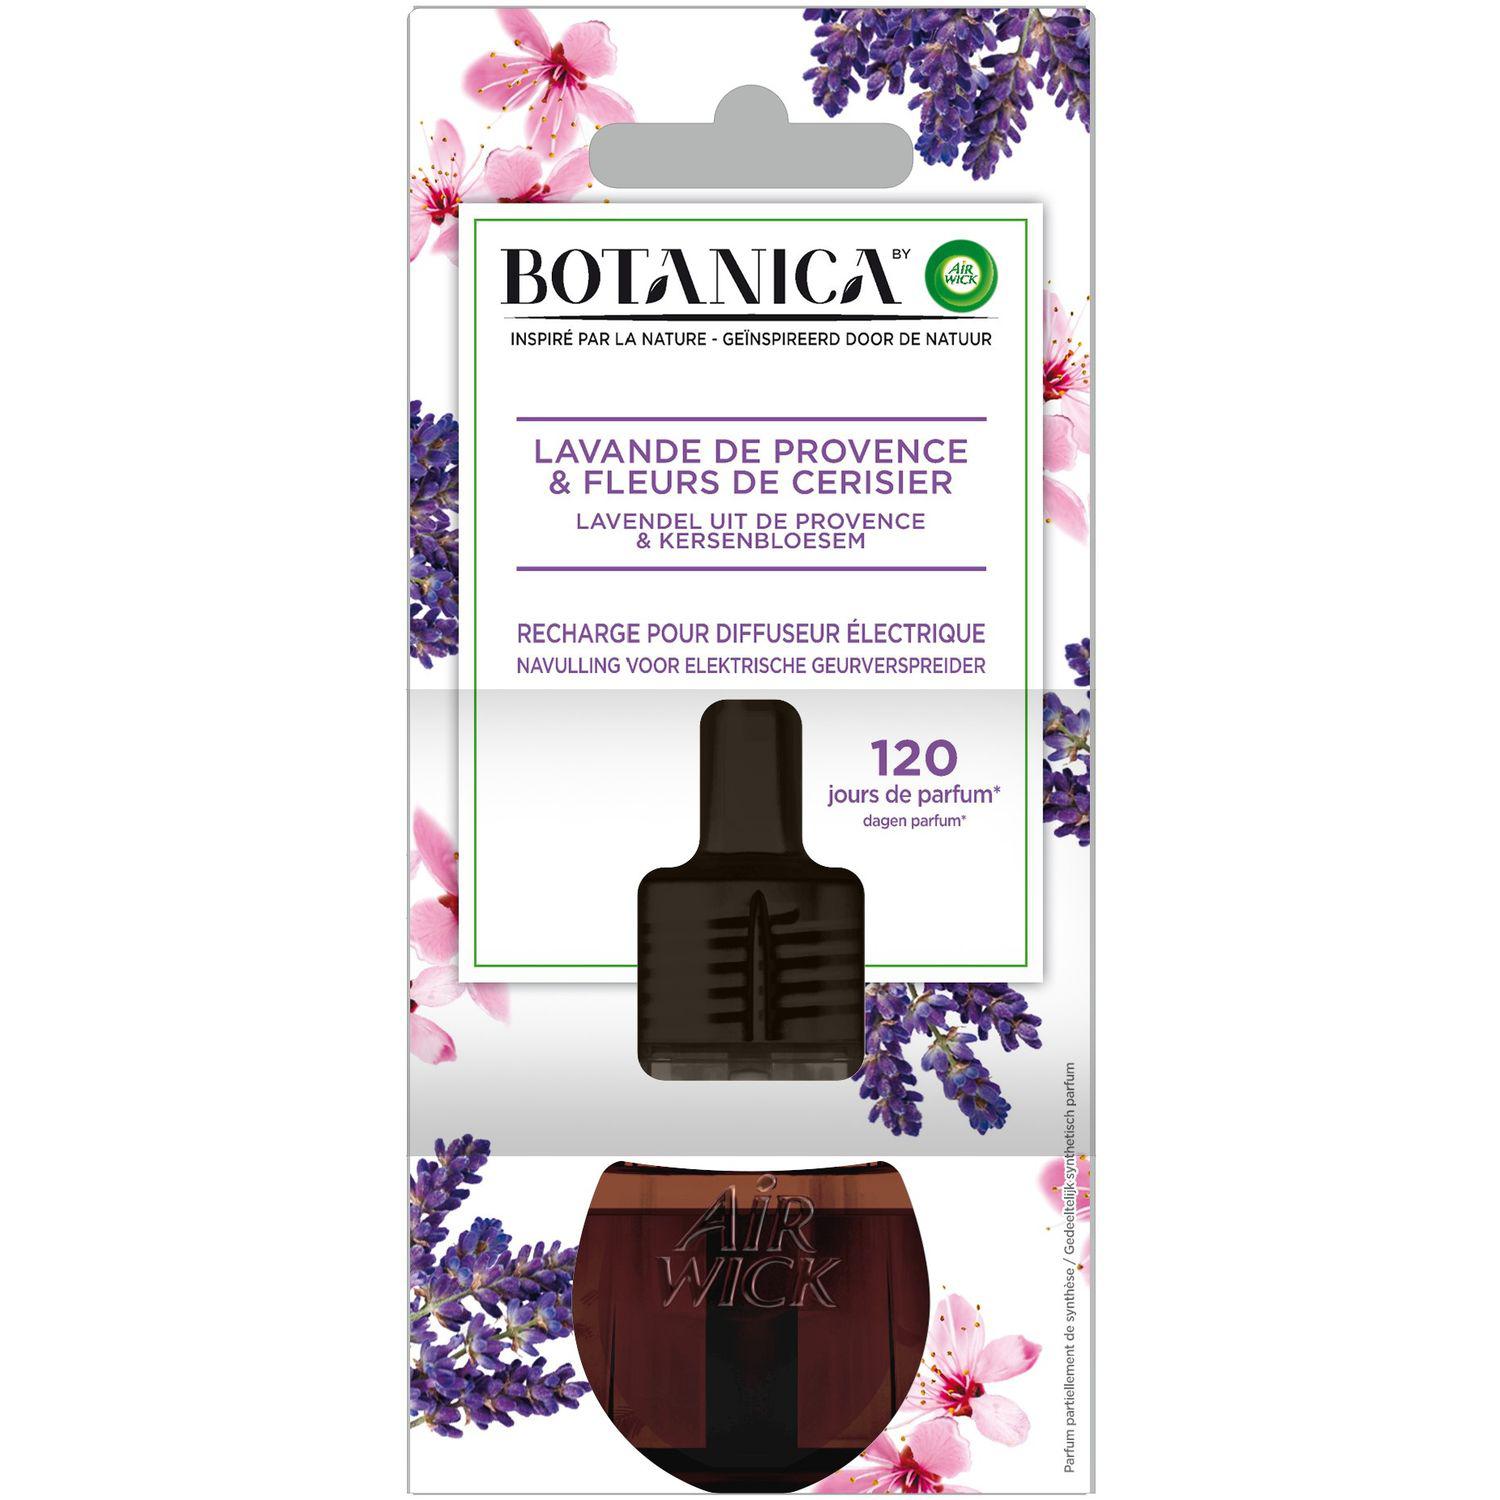 BOTANICA BY AIR WICK
INSPIRÉ PAR LA NATURE - GEÏNSPIREERD DOOR DE NATUUR
LAVANDE DE PROVENCE
& FLEURS DE CERISIER
LAVENDEL UIT DE PROVENCE
& KERSENBLOESEM
RECHARGE POUR DIFFUSEUR ÉLECTRIQUE
NAVULLING VOOR ELEKTRISCHE GEURVERSPREIDER
120
jours de parfum*
dagen parfum*
AIR
WICK
Parfum partiellement de synthèse / Gedeeltelijk synthetisch parfum